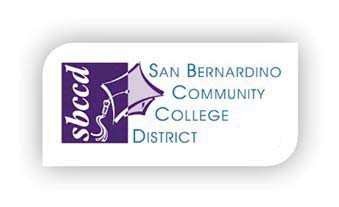 sbccd
SAN BERNARDINO
COMMUNITY
COLLEGE
DISTRICT